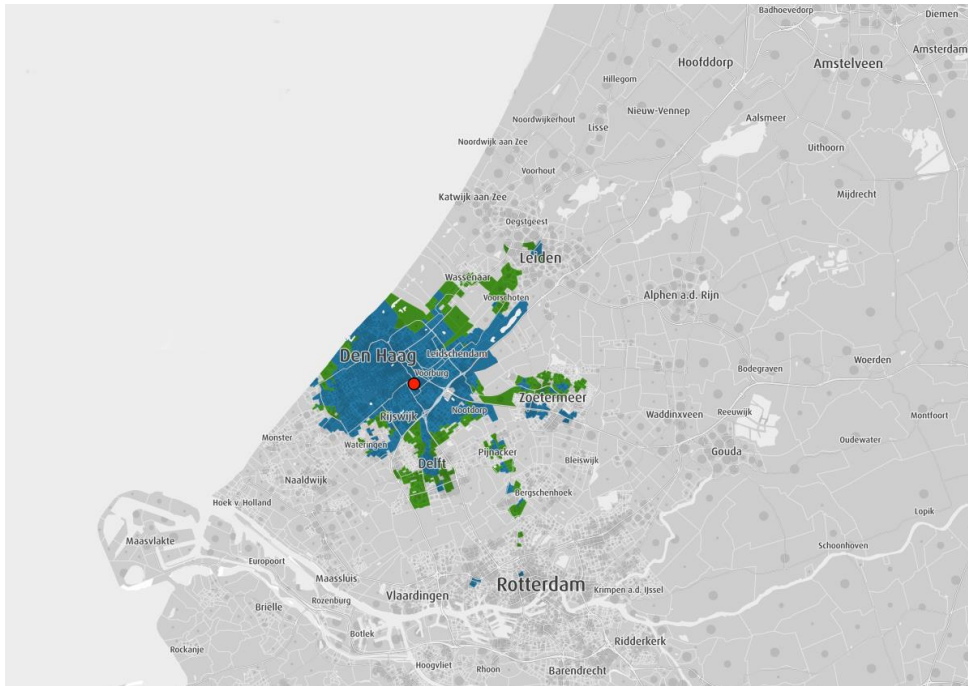 Badhoevedorp
Diemen
Amsterdam
Hoofddorp
Amstelveen
Hillegom
Nieuw-Vennep
Aalsmeer
Noordwijkerhout
Lisse
Uithoorn
Noordwijk aan Zee
Voorhout
Mijdrecht
Katwijk aan Zee
Oegstgeest
Leiden
Wassenaar
Voorschoten
Alphen a.d. Rijn
Den Haag
Leidschendam
Woerden
Voorburg
Bodegraven
Zoetermeer
Nootdorp
Rijswijk
Waddinxveen
Reeuwijk
Montfoort
Monster
Wateringen
Oudewater
Pijnacker
Gouda
Delft
Bleiswijk
Naaldwijk
Bergschenhoek
Hoek v. Holland
Lopik
Maasvlakte
Schoonhoven
Europoort
Maassluis
Rotterdam
Krimpen a.d. IJssel
Vlaardingen
Rozenburg
Brielle
Botlek
Ridderkerk
Rockanje
Hoogvliet
Rhoon
Barendrecht